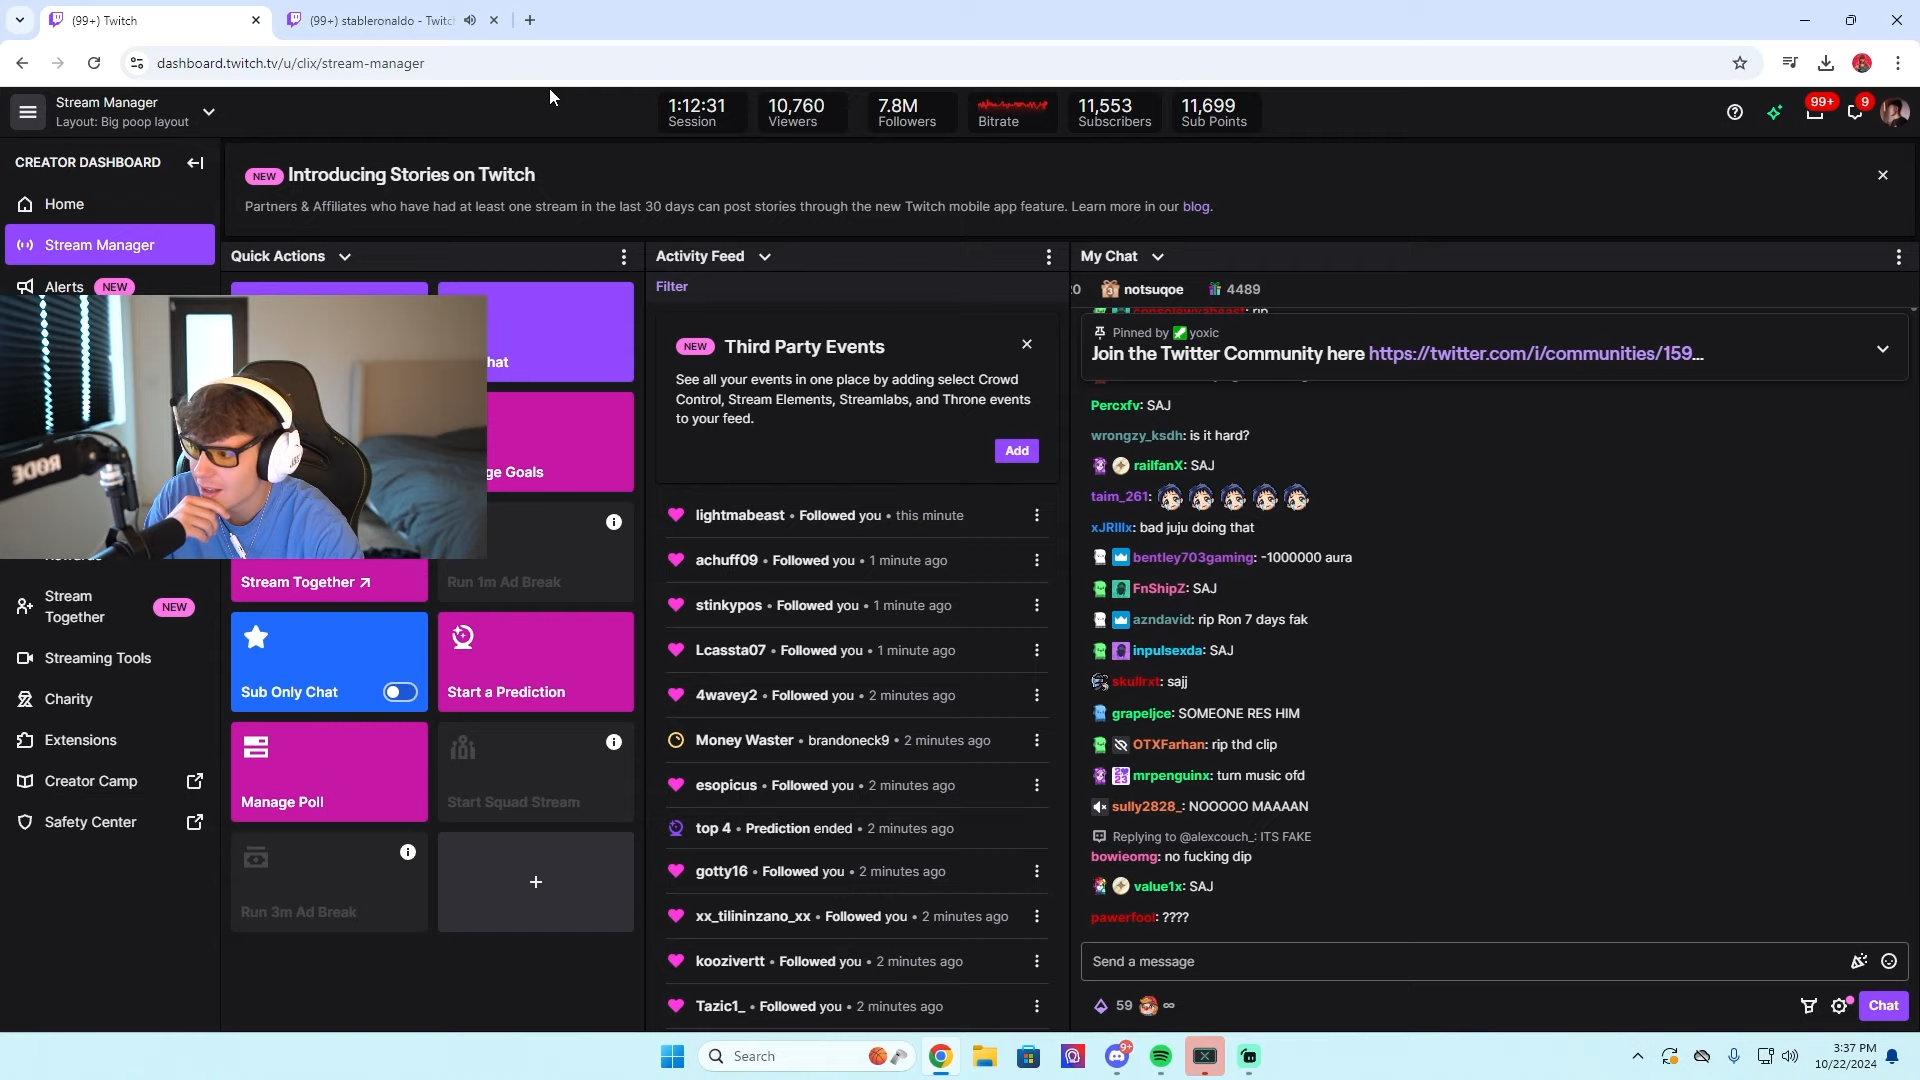 (99+) Twitch
(99+) stableronaldo - Twitch
dashboard.twitch.tv/u/clix/stream-manager
Stream Manager
Layout: Big poop layout
1:12:31
Session
10,760
Viewers
7.8M
Followers
Bitrate
11,553
Subscribers
11,699
Sub Points
99+
9
CREATOR DASHBOARD
Home
Stream Manager
Alerts NEW
Stream
Together
NEW
Streaming Tools
Charity
Extensions
Creator Camp
Safety Center
NEW Introducing Stories on Twitch
Partners & Affiliates who have had at least one stream in the last 30 days can post stories through the new Twitch mobile app feature. Learn more in our blog.
Quick Actions
hat
ge Goals
Stream Together
Run 1m Ad Break
Sub Only Chat
Start a Prediction
Manage Poll
Start Squad Stream
Run 3m Ad Break
RODE
Activity Feed
Filter
NEW Third Party Events
See all your events in one place by adding select Crowd
Control, Stream Elements, Streamlabs, and Throne events
to your feed.
Add
lightmabeast • Followed you • this minute
achuff09 • Followed you • 1 minute ago
stinkypos • Followed you • 1 minute ago
Lcassta07 • Followed you • 1 minute ago
4wavey2 • Followed you • 2 minutes ago
Money Waster • brandoneck9 • 2 minutes ago
esopicus • Followed you • 2 minutes ago
top 4 • Prediction ended • 2 minutes ago
gotty16 • Followed you • 2 minutes ago
xx_tilininzano_xx • Followed you • 2 minutes ago
koozivertt • Followed you • 2 minutes ago
Tazic1_ • Followed you • 2 minutes ago
My Chat
0 3 notsuqoe 4489
rip
Pinned by yoxic
Join the Twitter Community here https://twitter.com/i/communities/159...
Percxfv: SAJ
wrongzy_ksdh: is it hard?
railfanX: SAJ
taim_261:
xJRIllx: bad juju doing that
bentley703gaming: -1000000 aura
FnShipZ: SAJ
azndavid: rip Ron 7 days fak
inpulsexda: SAJ
skullrxt: sajj
grapeljce: SOMEONE RES HIM
OTXFarhan: rip thd clip
mrpenguinx: turn music ofd
sully2828_: NOOOOO MAAAAN
Replying to @alexcouch_: ITS FAKE
bowieomg: no fucking dip
value1x: SAJ
pawerfool: ????
Send a message
59 ∞
Chat
Search
9+
3:37 PM
10/22/2024